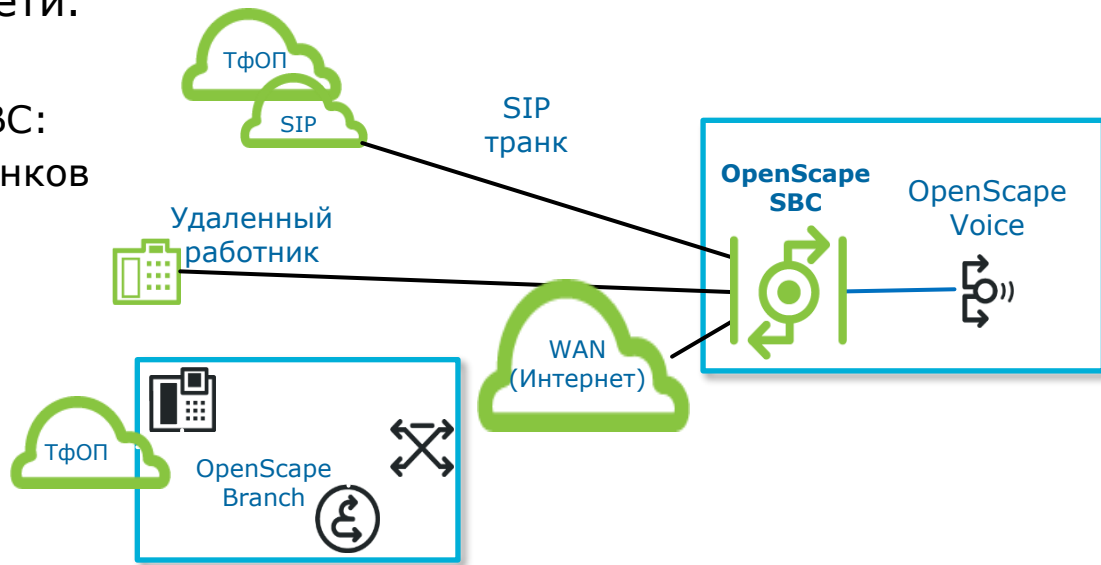 ети.
ТфОП
SIP
ВС:
нков
SIP
транк
Удаленный
работник
OpenScape
SBC
OpenScape
Voice
WAN
(Интернет)
ТфОП
OpenScape
Branch